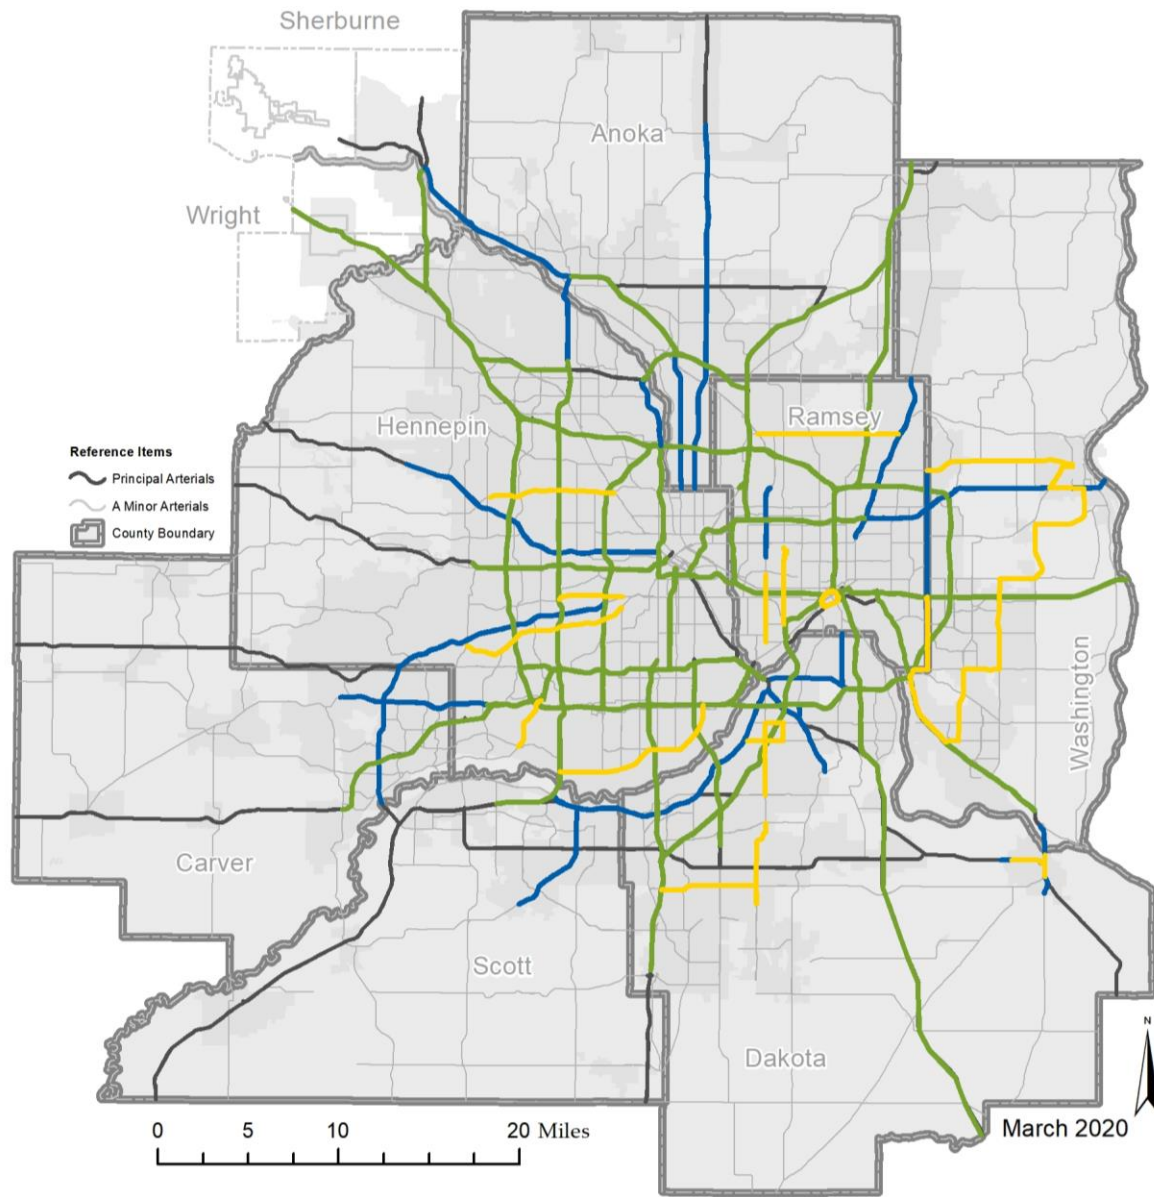 Sherburne
Anoka
Wright
Ramsey
Hennepin
Reference Items
Principal Arterials
A Minor Arterials
County Boundary
Washington
Carver
Scott
Dakota
N
March 2020
0 5 10 20 Miles